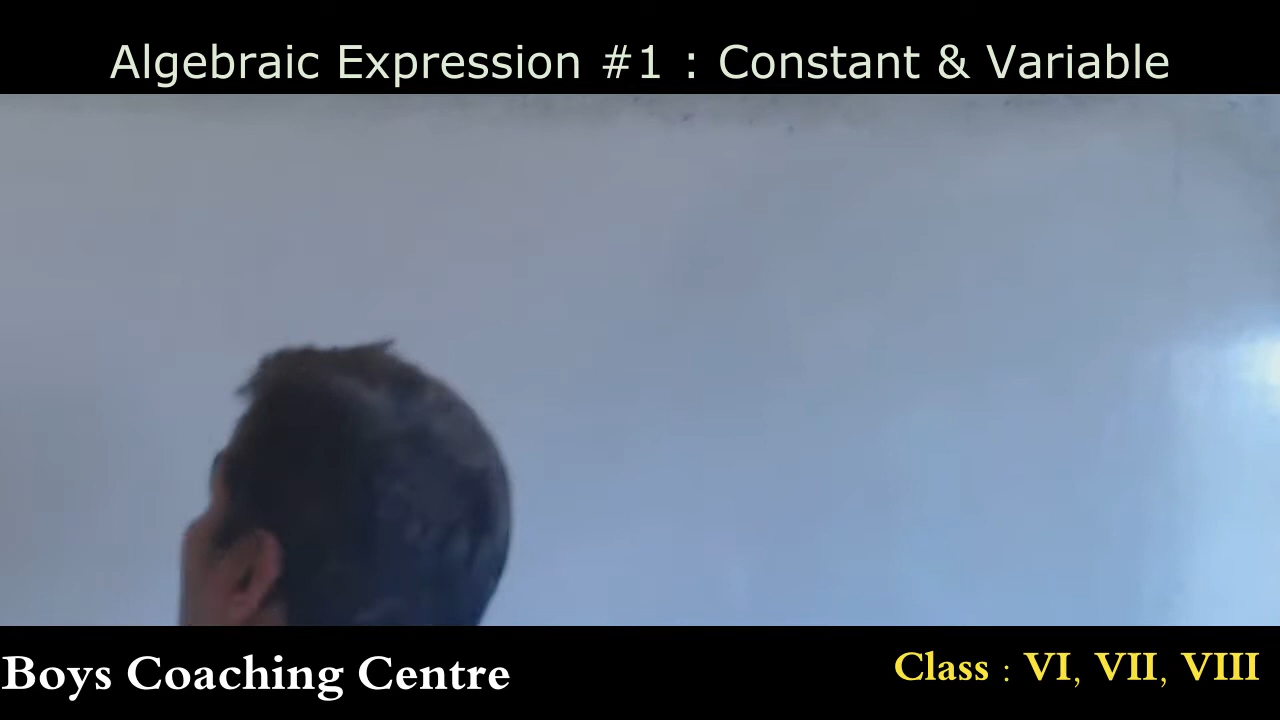 Algebraic Expression #1 : Constant & Variable
Boys Coaching Centre
Class : VI, VII, VIII